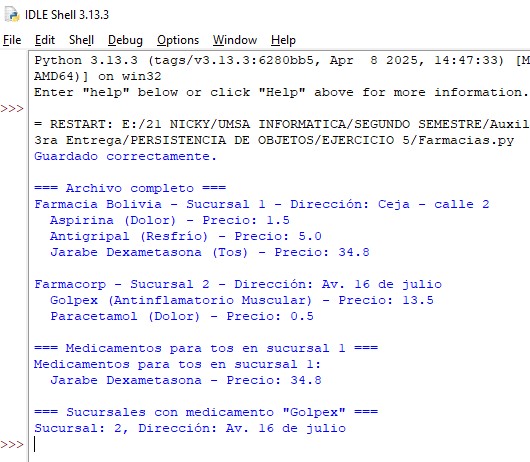 IDLE Shell 3.13.3
File Edit Shell Debug Options Window Help
Python 3.13.3 (tags/v3.13.3:6280bb5, Apr 8 2025, 14:47:33) [M
AMD64)] on win32
Enter "help" below or click "Help" above for more information.
>>>
= RESTART: E:/21 NICKY/UMSA INFORMATICA/SEGUNDO SEMESTRE/Auxil
3ra Entrega/PERSISTENCIA DE OBJETOS/EJERCICIO 5/Farmacias.py
Guardado correctamente.
=== Archivo completo ===
Farmacia Bolivia - Sucursal 1 - Dirección: Ceja - calle 2
Aspirina (Dolor) - Precio: 1.5
Antigripal (Resfrío) - Precio: 5.0
Jarabe Dexametasona (Tos) - Precio: 34.8
Farmacorp - Sucursal 2 - Dirección: Av. 16 de julio
Golpex (Antinflamatorio Muscular) - Precio: 13.5
Paracetamol (Dolor) - Precio: 0.5
=== Medicamentos para tos en sucursal 1 ===
Medicamentos para tos en sucursal 1:
Jarabe Dexametasona - Precio: 34.8
=== Sucursales con medicamento "Golpex" ===
Sucursal: 2, Dirección: Av. 16 de julio
>>>